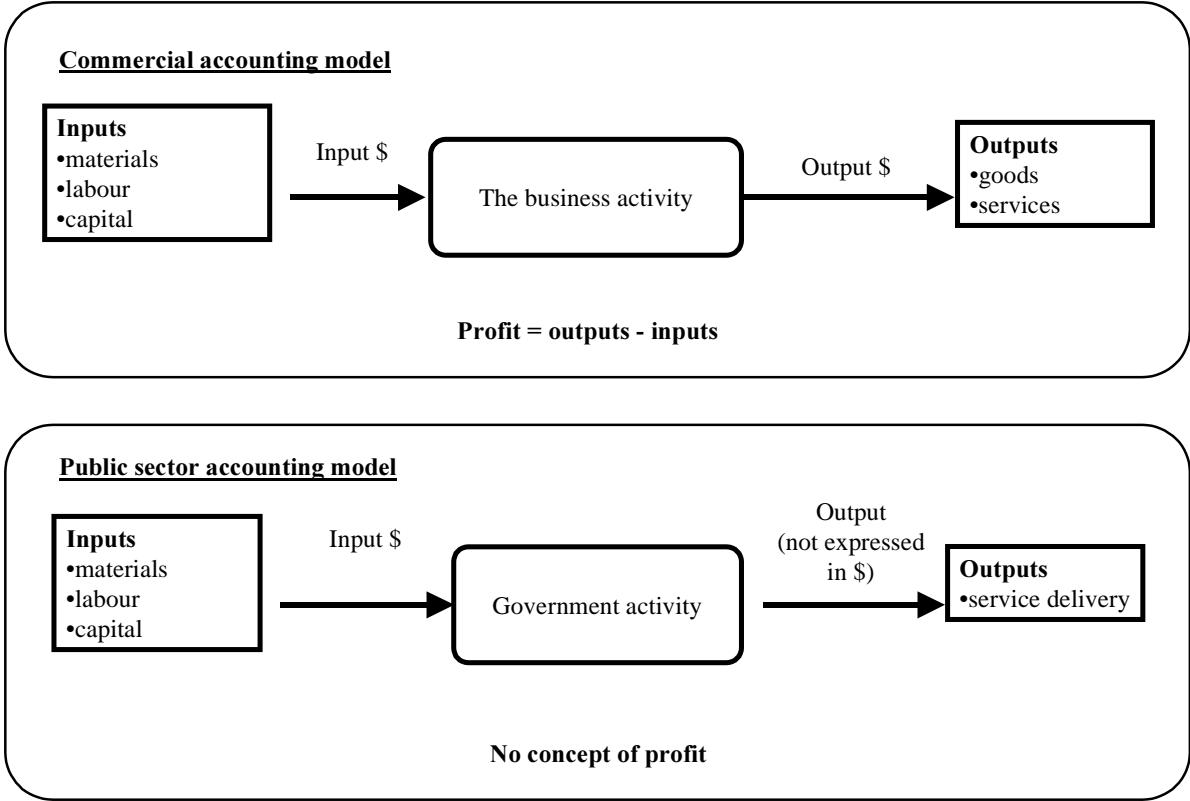 Commercial accounting model
Inputs
•materials
•labour
•capital
Input $
The business activity
Output $
Outputs
•goods
•services
Profit = outputs - inputs
Public sector accounting model
Inputs
•materials
•labour
•capital
Input $
Government activity
Output
(not expressed
in $)
Outputs
•service delivery
No concept of profit